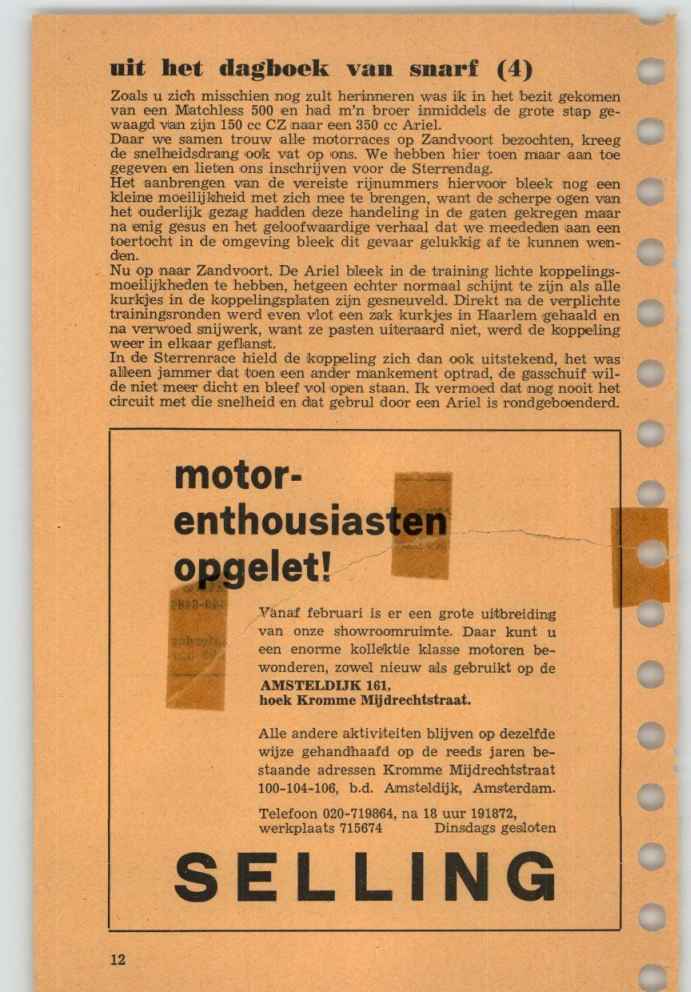 uit het dagboek van snarf (4)
Zoals u zich misschien nog zult herinneren was ik in het bezit gekomen
van een Matchless 500 en had m'n broer inmiddels de grote stap ge-
waagd van zijn 150 cc CZ naar een 350 cc Ariel.
Daar we samen trouw alle motorraces op Zandvoort bezochten, kreeg
de snelheidsdrang ook vat op ons. We hebben hier toen maar aan toe
gegeven en lieten ons inschrijven voor de Sterrendag.
Het aanbrengen van de vereiste rijnummers hiervoor bleek nog een
kleine moeilijkheid met zich mee te brengen, want de scherpe ogen van
het ouderlijk gezag hadden deze handeling in de gaten gekregen maar
na enig gesus en het geloofwaardige verhaal dat we meededen aan een
toertocht in de omgeving bleek dit gevaar gelukkig af te kunnen wen-
den.
Nu op naar Zandvoort. De Ariel bleek in de training lichte koppelings-
moeilijkheden te hebben, hetgeen echter normaal schijnt te zijn als alle
kurkjes in de koppelingsplaten zijn gesneuveld. Direkt na de verplichte
trainingsronden werd even vlot een zak kurkjes in Haarlem gehaald en
na verwoed snijwerk, want ze pasten uiteraard niet, werd de koppeling
weer in elkaar geflanst.
In de Sterrenrace hield de koppeling zich dan ook uitstekend, het was
alleen jammer dat toen een ander mankement optrad, de gasschuif wil-
de niet meer dicht en bleef vol open staan. Ik vermoed dat nog nooit het
circuit met die snelheid en dat gebrul door een Ariel is rondgeboenderd.
motor-
enthousiasten
opgelet!
Vanaf februari is er een grote uitbreiding
van onze showroomruimte. Daar kunt u
een enorme kollektie klasse motoren be-
wonderen, zowel nieuw als gebruikt op de
AMSTELDIJK 161,
hoek Kromme Mijdrechtstraat.
Alle andere aktiviteiten blijven op dezelfde
wijze gehandhaafd op de reeds jaren be-
staande adressen Kromme Mijdrechtstraat
100-104-106, b.d. Amsteldijk, Amsterdam.
Telefoon 020-719864, na 18 uur 191872,
werkplaats 715674 Dinsdags gesloten
SELLING
12